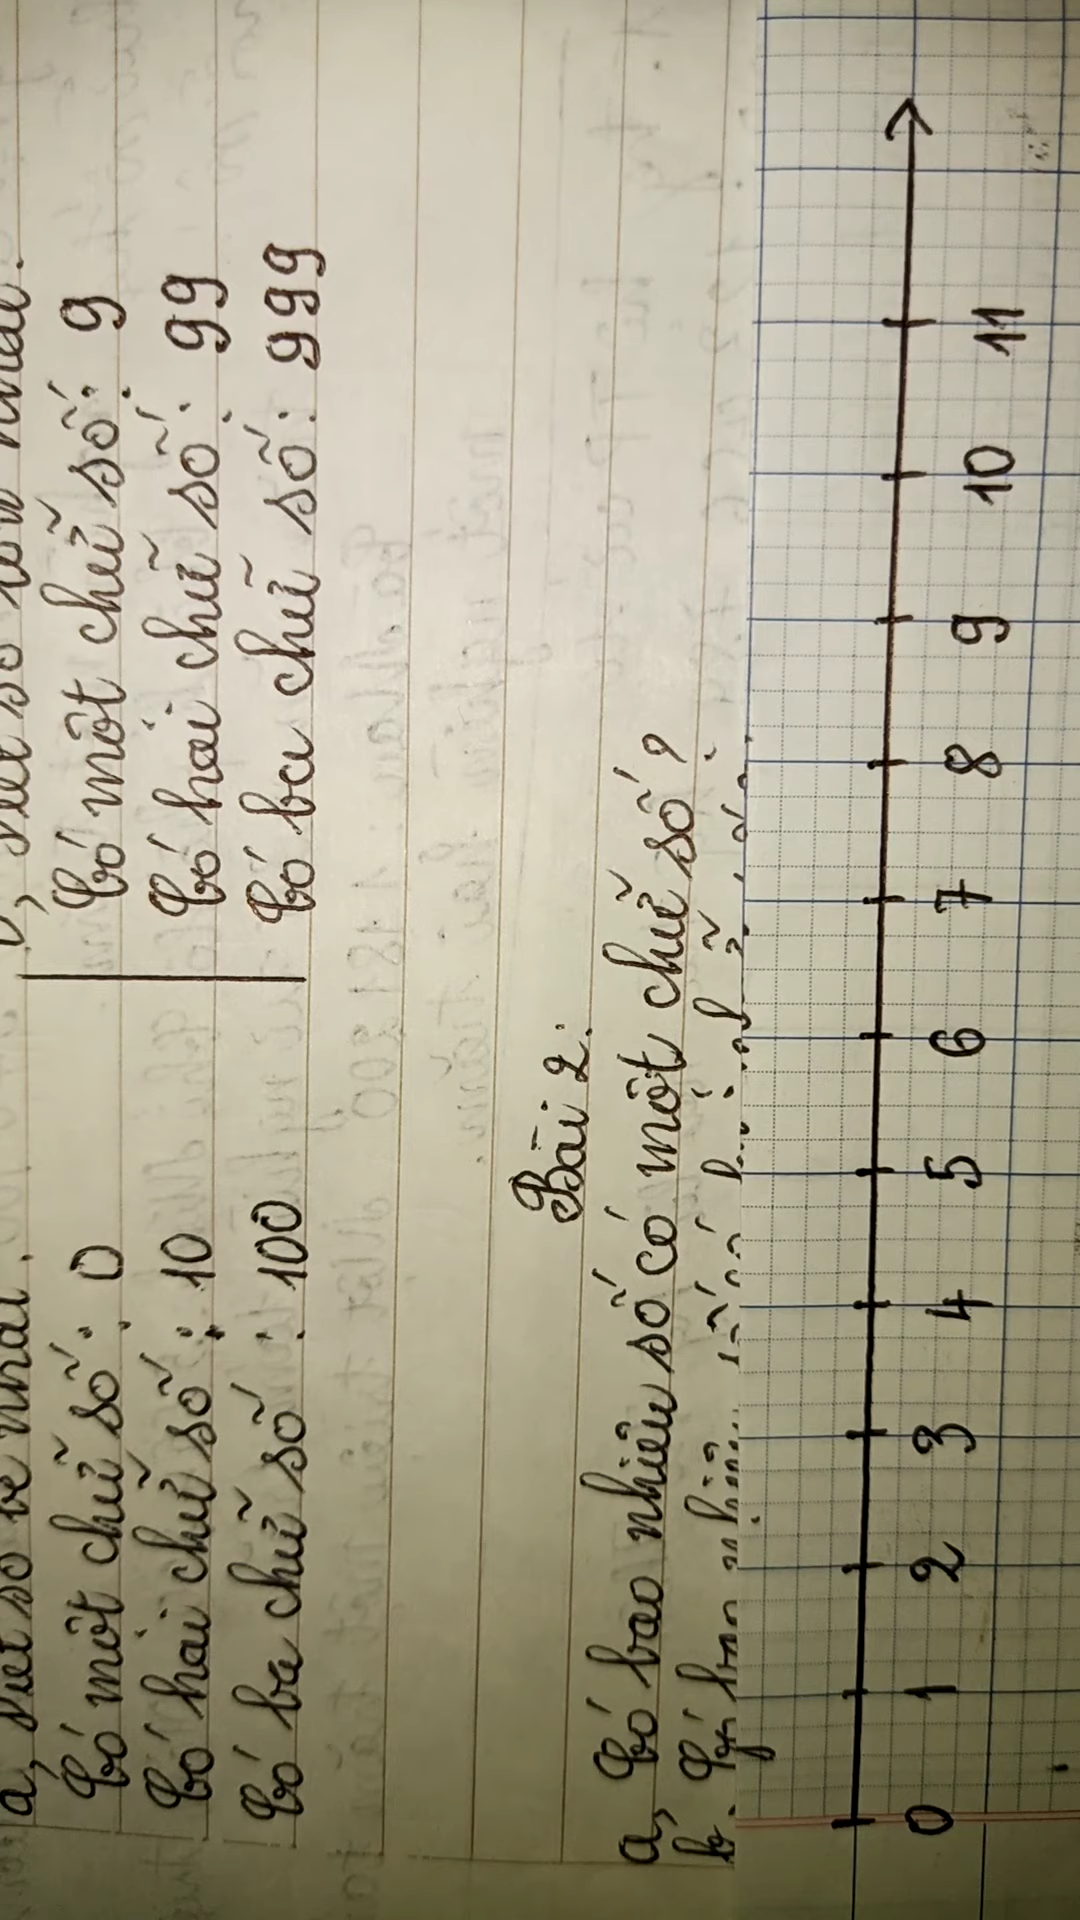 a, Viết số bé nhất.
Có một chữ số: 0
Có hai chữ số: 10
Có ba chữ số: 100
b, Viết số lớn nhất.
Có một chữ số: 9
Có hai chữ số: 99
Có ba chữ số: 999
Bài 2:
a, Có bao nhiêu số có một chữ số?
b,
0 1 2 3 4 5 6 7 8 9 10 11